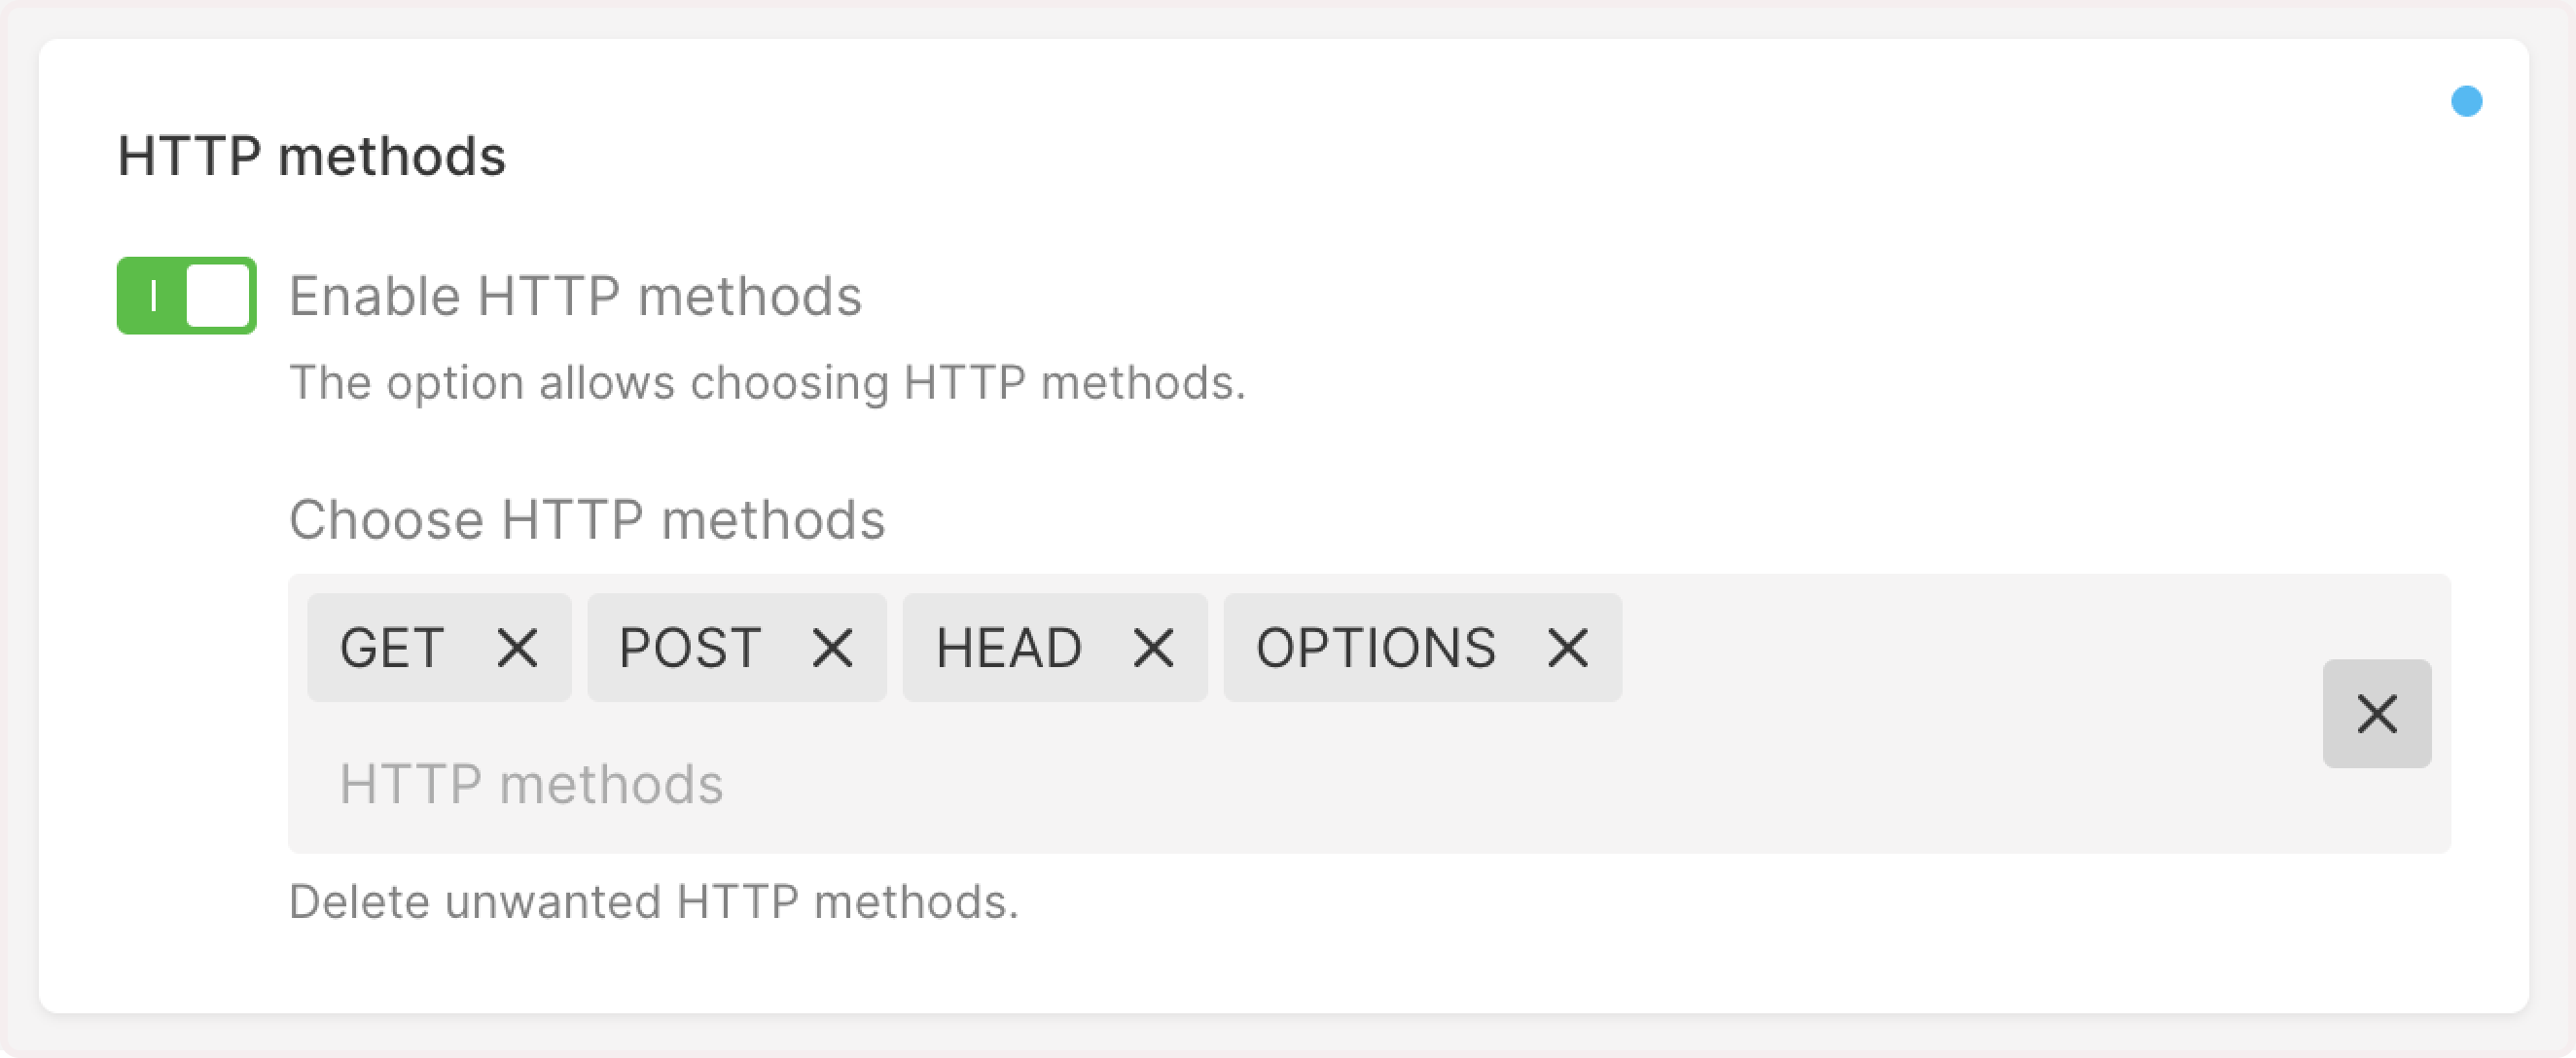 HTTP methods
Enable HTTP methods
The option allows choosing HTTP methods.
Choose HTTP methods
GET POST HEAD OPTIONS
HTTP methods
Delete unwanted HTTP methods.